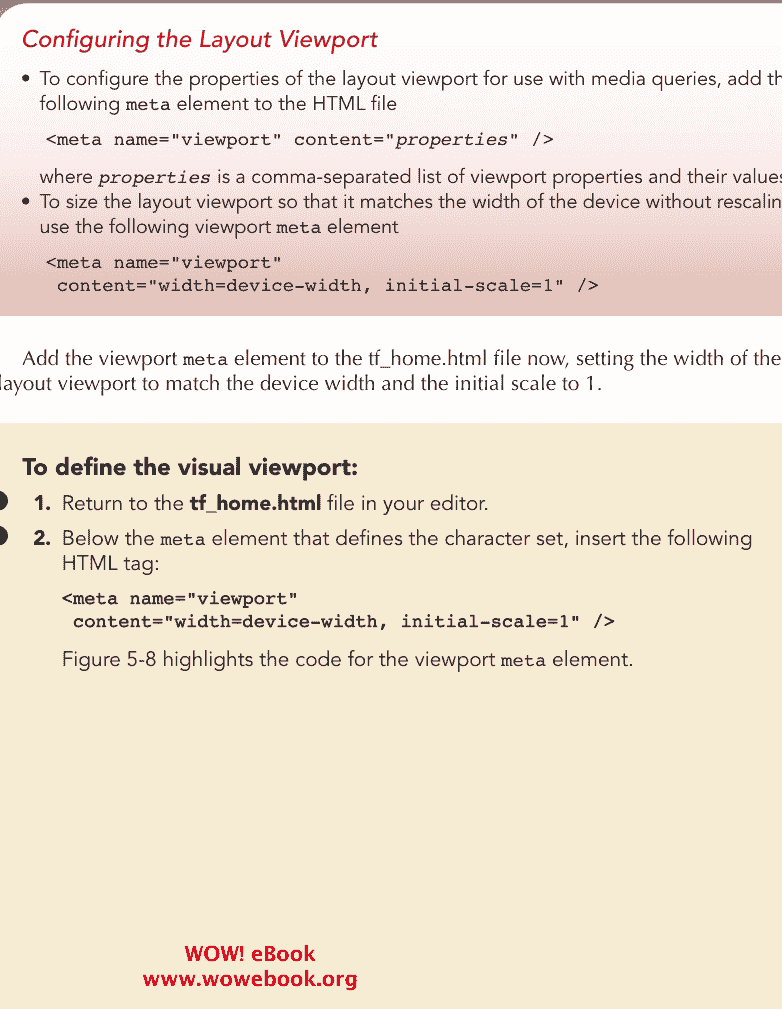 Configuring the Layout Viewport
• To configure the properties of the layout viewport for use with media queries, add th
following meta element to the HTML file
<meta name="viewport" content="properties" />
where properties is a comma-separated list of viewport properties and their values
• To size the layout viewport so that it matches the width of the device without rescalin
use the following viewport meta element
<meta name="viewport"
content="width=device-width, initial-scale=1" />
Add the viewport meta element to the tf_home.html file now, setting the width of the
layout viewport to match the device width and the initial scale to 1.
To define the visual viewport:
1. Return to the tf_home.html file in your editor.
2. Below the meta element that defines the character set, insert the following
HTML tag:
<meta name="viewport"
content="width=device-width, initial-scale=1" />
Figure 5-8 highlights the code for the viewport meta element.
WOW! eBook
www.wowebook.org